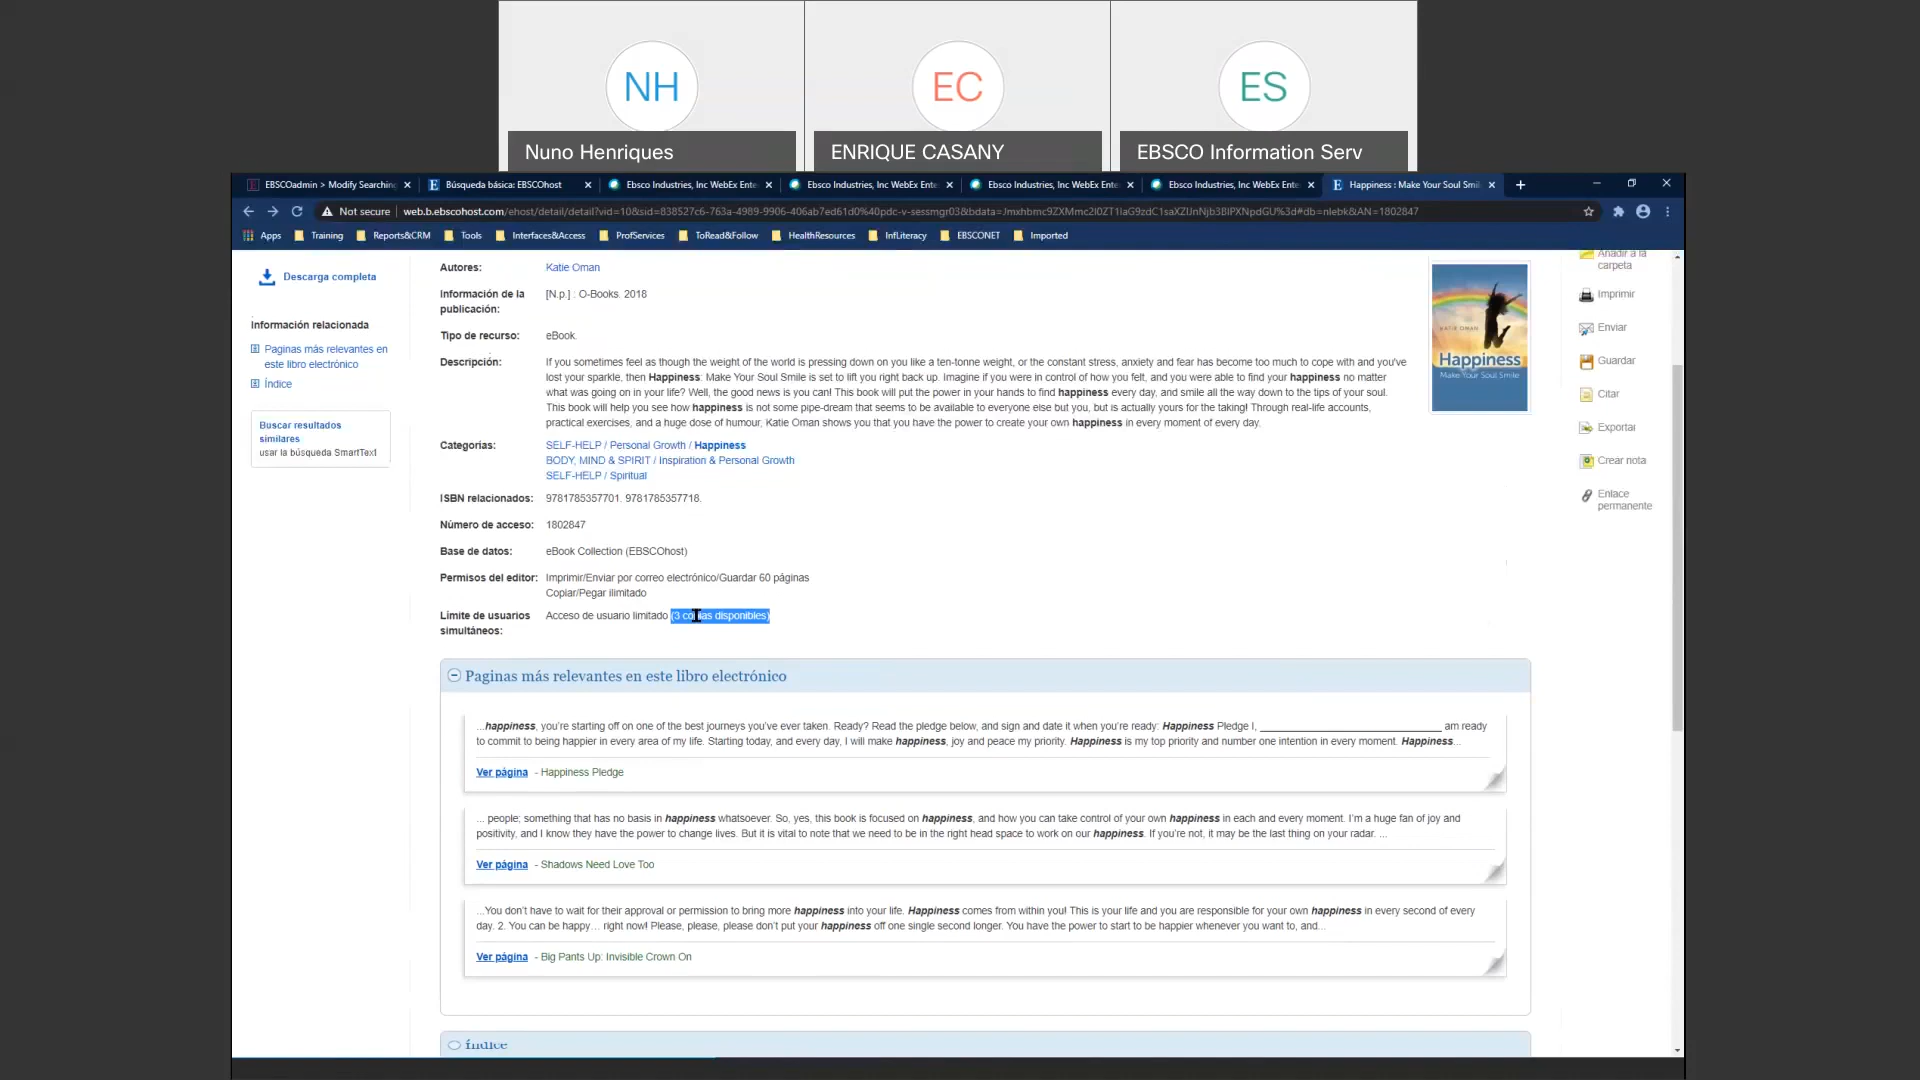 NH
EC
ES
Nuno Henriques
ENRIQUE CASANY
EBSCO Information Serv
EBSCOadmin > Modify Searching
Búsqueda básica: EBSCOhost
Ebsco Industries, Inc WebEx Ente
Ebsco Industries, Inc WebEx Ente
Ebsco Industries, Inc WebEx Ente
Ebsco Industries, Inc WebEx Ente
Happiness : Make Your Soul Smil
Not secure
Apps
Training
Reports&CRM
Tools
Interfaces&Access
ProfServices
ToRead&Follow
HealthResources
InfLiteracy
EBSCONET
Imported
Descarga completa
Información relacionada
Paginas más relevantes en
este libro electrónico
Índice
Buscar resultados
similares
usar la búsqueda SmartText
Autores: Katie Oman
Información de la [N.p.] : O-Books. 2018
publicación:
Tipo de recurso: eBook.
Descripción: If you sometimes feel as though the weight of the world is pressing down on you like a ten-tonne weight, or the constant stress, anxiety and fear has become too much to cope with and you've
lost your sparkle, then Happiness: Make Your Soul Smile is set to lift you right back up. Imagine if you were in control of how you felt, and you were able to find your happiness no matter
what was going on in your life? Well, the good news is you can! This book will put the power in your hands to find happiness every day, and smile all the way down to the tips of your soul.
This book will help you see how happiness is not some pipe-dream that seems to be available to everyone else but you, but is actually yours for the taking! Through real-life accounts,
practical exercises, and a huge dose of humour, Katie Oman shows you that you have the power to create your own happiness in every moment of every day.
Categorías: SELF-HELP / Personal Growth / Happiness
BODY, MIND & SPIRIT / Inspiration & Personal Growth
SELF-HELP / Spiritual
ISBN relacionados: 9781785357701. 9781785357718.
Número de acceso: 1802847
Base de datos: eBook Collection (EBSCOhost)
Permisos del editor: Imprimir/Enviar por correo electrónico/Guardar 60 páginas
Copiar/Pegar ilimitado
Límite de usuarios Acceso de usuario limitado (3 copias disponibles)
simultáneos:
KATIE OMAN
Happiness
Make Your Soul Smile
Añadir a la
carpeta
Imprimir
Enviar
Guardar
Citar
Exportar
Crear nota
Enlace
permanente
Paginas más relevantes en este libro electrónico
...happiness, you're starting off on one of the best journeys you've ever taken. Ready? Read the pledge below, and sign and date it when you're ready: Happiness Pledge I, ______________________________ am ready
to commit to being happier in every area of my life. Starting today, and every day, I will make happiness, joy and peace my priority. Happiness is my top priority and number one intention in every moment. Happiness...
Ver página - Happiness Pledge
... people; something that has no basis in happiness whatsoever. So, yes, this book is focused on happiness, and how you can take control of your own happiness in each and every moment. I'm a huge fan of joy and
positivity, and I know they have the power to change lives. But it is vital to note that we need to be in the right head space to work on our happiness. If you're not, it may be the last thing on your radar. ...
Ver página - Shadows Need Love Too
...You don't have to wait for their approval or permission to bring more happiness into your life. Happiness comes from within you! This is your life and you are responsible for your own happiness in every second of every
day. 2. You can be happy... right now! Please, please, please don't put your happiness off one single second longer. You have the power to start to be happier whenever you want to, and...
Ver página - Big Pants Up: Invisible Crown On
Índice